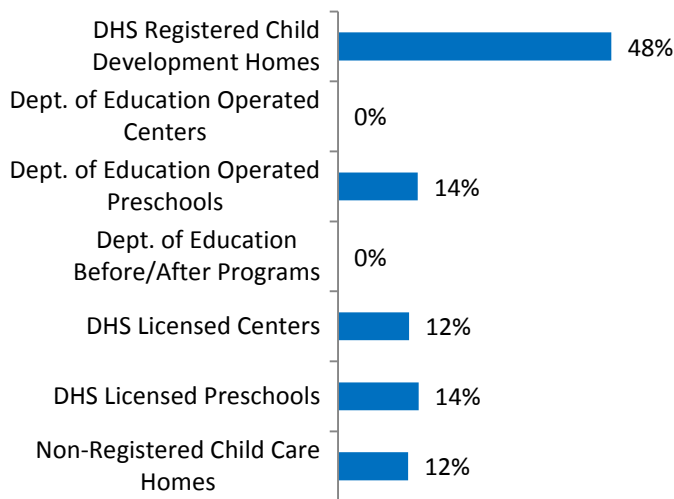 DHS Registered Child
Development Homes
48%
Dept. of Education Operated
Centers
0%
Dept. of Education Operated
Preschools
14%
Dept. of Education
Before/After Programs
0%
DHS Licensed Centers
12%
DHS Licensed Preschools
14%
Non-Registered Child Care
Homes
12%